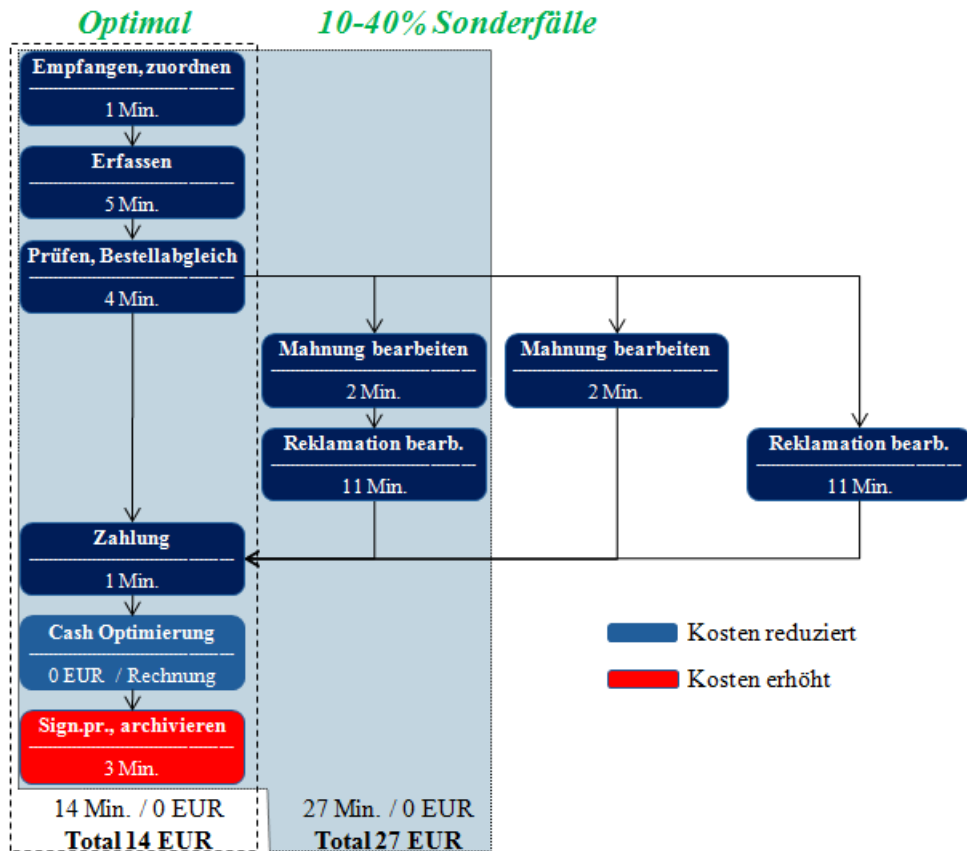 Optimal
10-40% Sonderfälle
Empfangen, zuordnen
1 Min.
Erfassen
5 Min.
Prüfen, Bestellabgleich
4 Min.
Mahnung bearbeiten
2 Min.
Mahnung bearbeiten
2 Min.
Reklamation bearb.
11 Min.
Reklamation bearb.
11 Min.
Zahlung
1 Min.
Cash Optimierung
0 EUR / Rechnung
Kosten reduziert
Kosten erhöht
Sign.pr., archivieren
3 Min.
14 Min. / 0 EUR
Total 14 EUR
27 Min. / 0 EUR
Total 27 EUR